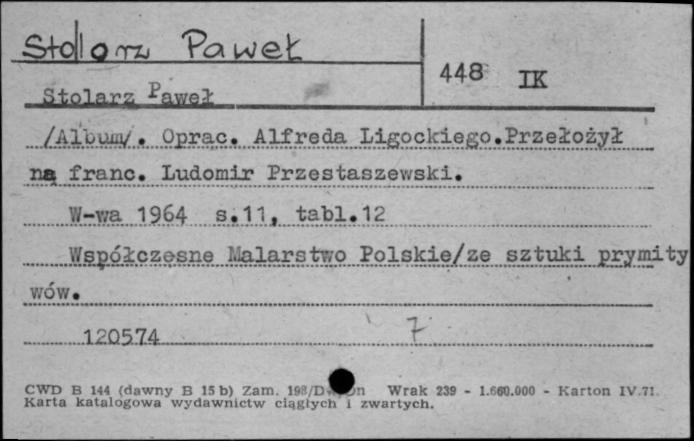 Stolarz Paweł
448 IK
Stolarz Paweł
/Album/. Oprac. Alfreda Ligockiego.Przełożył
ną franc. Ludomir Przestaszewski.
W-wa 1964 s.11, tabl.12
Współczesne Malarstwo Polskie/ze sztuki prymity
wów.
120574 7
CWD B 144 (dawny B 15 b) Zam. Wrak 239 - 1.660.000 - Karton IV.71.
Karta katalogowa wydawnictw ciągłych i zwartych.